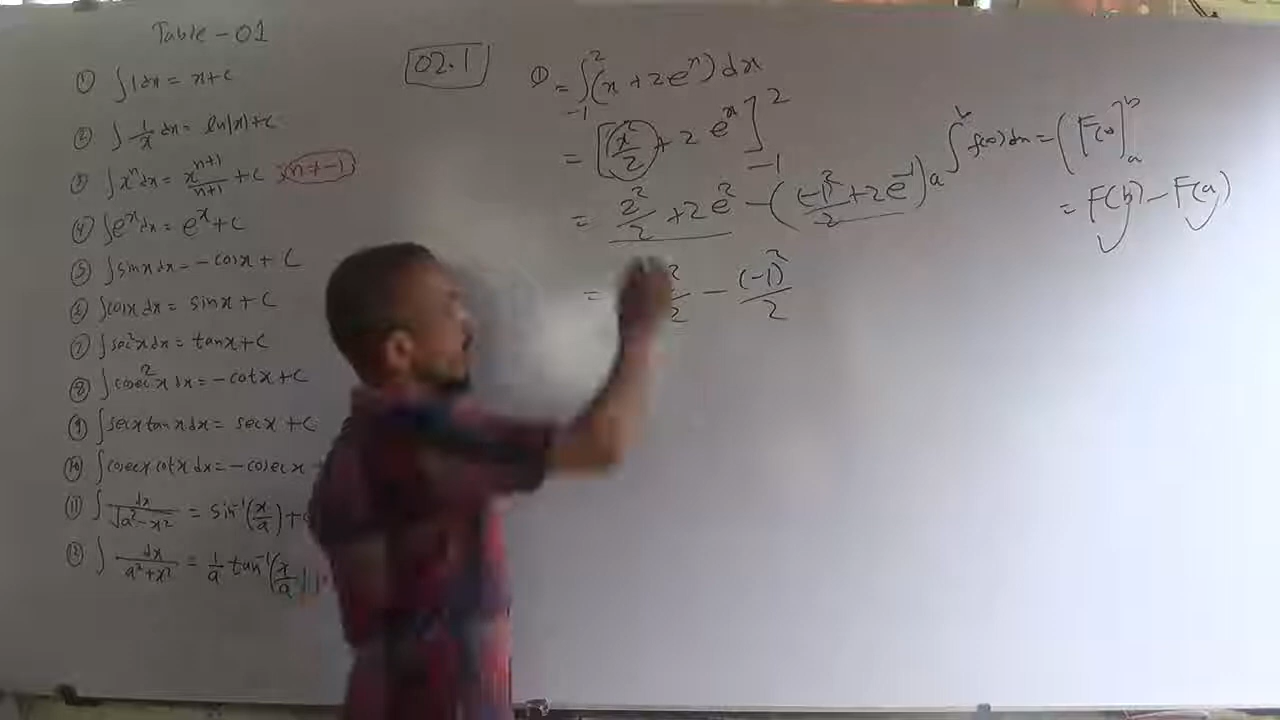 Table - 01
① ∫1dx = x+c
② ∫ 1/x dx = ln(x)+c
③ ∫x^n dx = x^(n+1)/(n+1) + c (n≠-1)
④ ∫e^x dx = e^x + c
⑤ ∫sinx dx = -cosx + c
⑥ ∫cosx dx = sinx + c
⑦ ∫sec²x dx = tanx + c
⑧ ∫cosec²x dx = -cotx + c
⑨ ∫secx tanx dx = secx + c
⑩ ∫cosecx cotx dx = -cosecx +
⑪ ∫ dx/√(a²-x²) = sin⁻¹(x/a) + c
⑫ ∫ dx/(a²+x²) = 1/a tan⁻¹(x/a)
02.1
① = ∫_{-1}^{2} (x + 2e^x) dx
= [x²/2 + 2e^x]_{-1}^{2}
= 2²/2 + 2e² - ((-1)²/2 + 2e⁻¹)
= 2/2 - (-1)²/2
∫_a^b f(x)dx = [F(x)]_a^b
= F(b) - F(a)